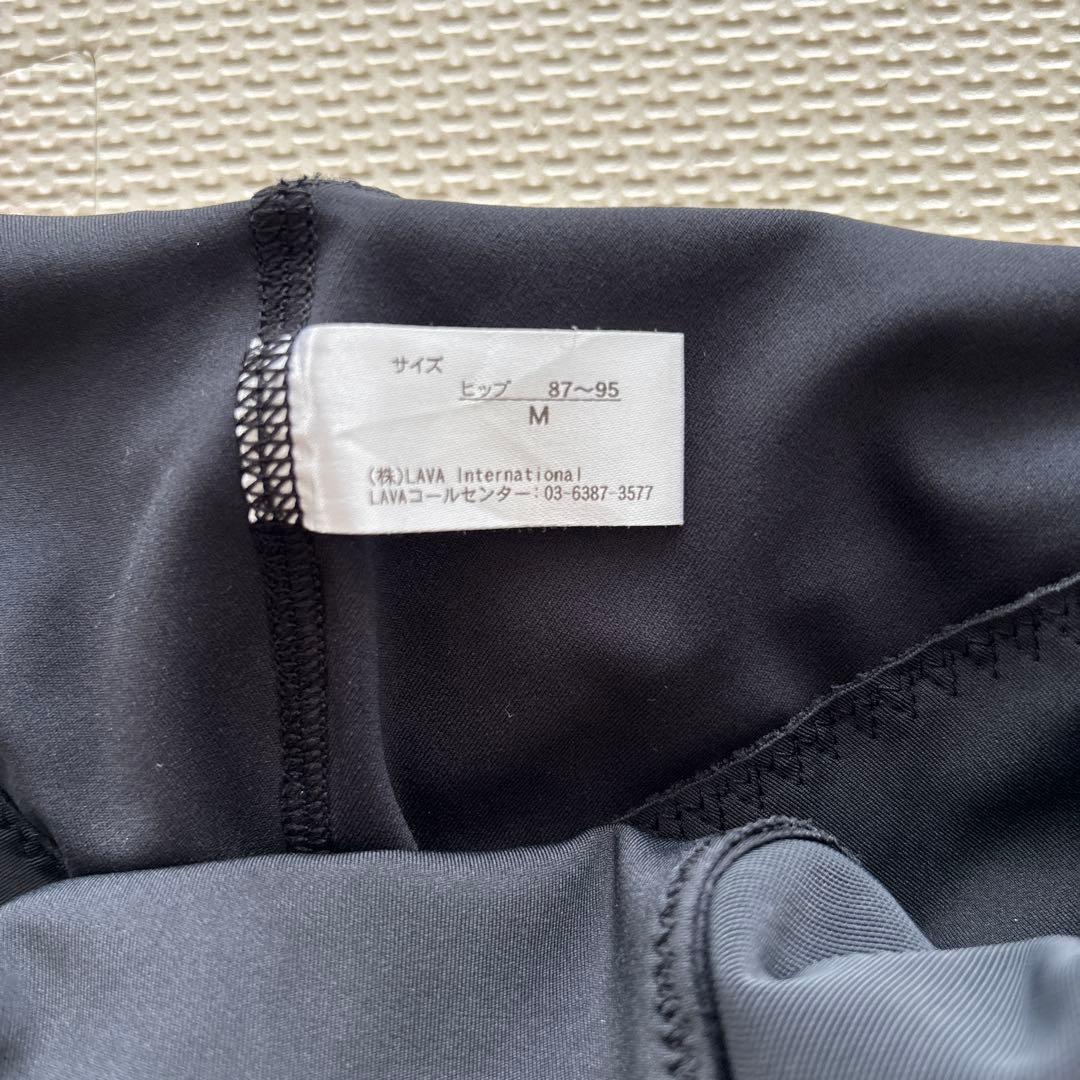 サイズ
ヒップ 87〜95
M
(株)LAVA International
LAVAコールセンター：03-6387-3577